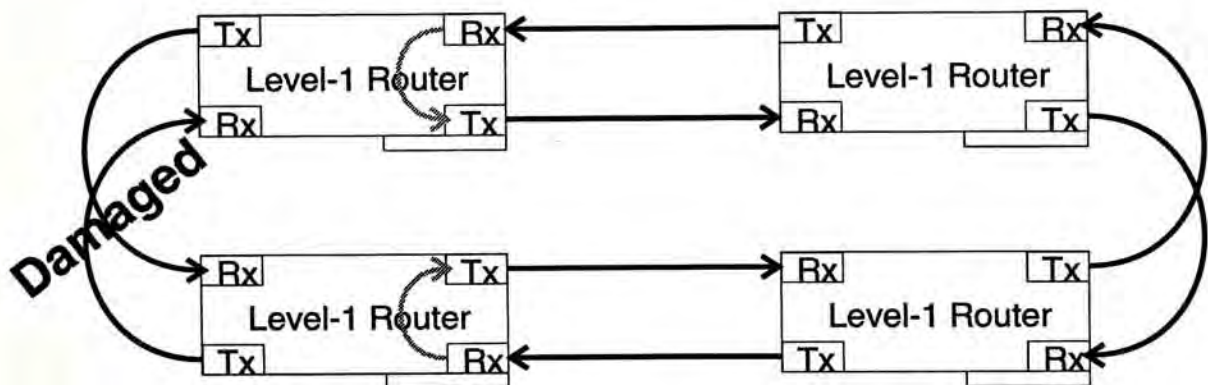 Tx Rx Tx Rx
Level-1 Router Level-1 Router
Rx Tx Rx Tx
Damaged
Rx Tx Rx Tx
Level-1 Router Level-1 Router
Tx Rx Tx Rx